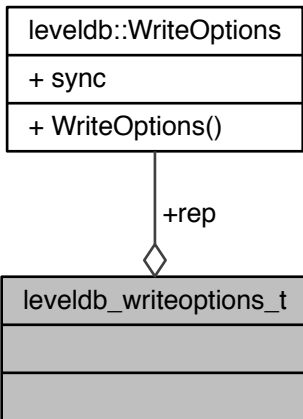 leveldb::WriteOptions
+ sync
+ WriteOptions()
+rep
leveldb_writeoptions_t